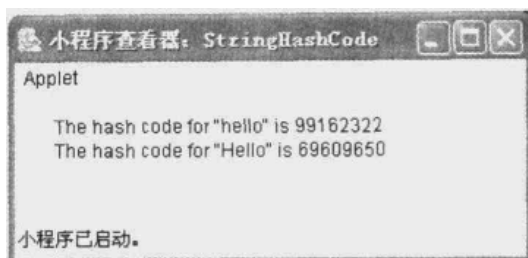 小程序查看器: StringHashCode
Applet
The hash code for "hello" is 99162322
The hash code for "Hello" is 69609650
小程序已启动。